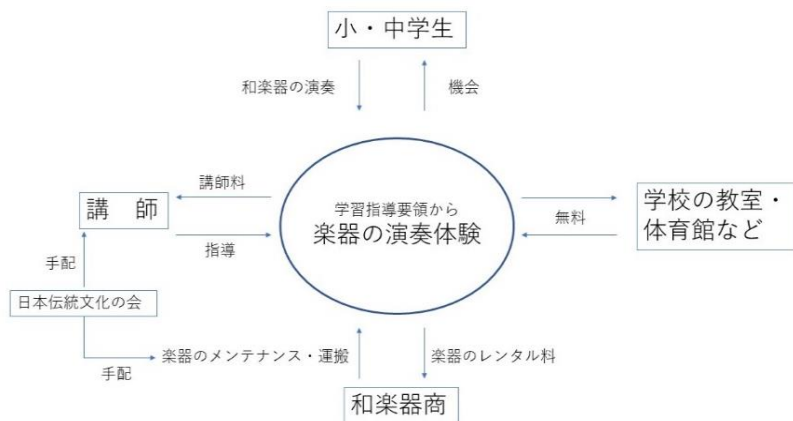 小・中学生
和楽器の演奏
機会
講師料
学習指導要領から
楽器の演奏体験
講　師
指導
無料
学校の教室・
体育館など
手配
日本伝統文化の会
手配
楽器のメンテナンス・運搬
楽器のレンタル料
和楽器商